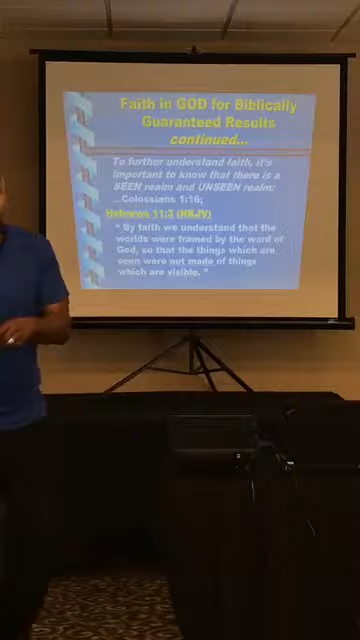 Faith in GOD for Biblically
Guaranteed Results
continued...
To further understand faith, it's
important to know that there is a
SEEN realm and UNSEEN realm:
...Colossians 1:16;
Hebrews 11:3 (NKJV)
" By faith we understand that the
worlds were framed by the word of
God, so that the things which are
seen were not made of things
which are visible. "